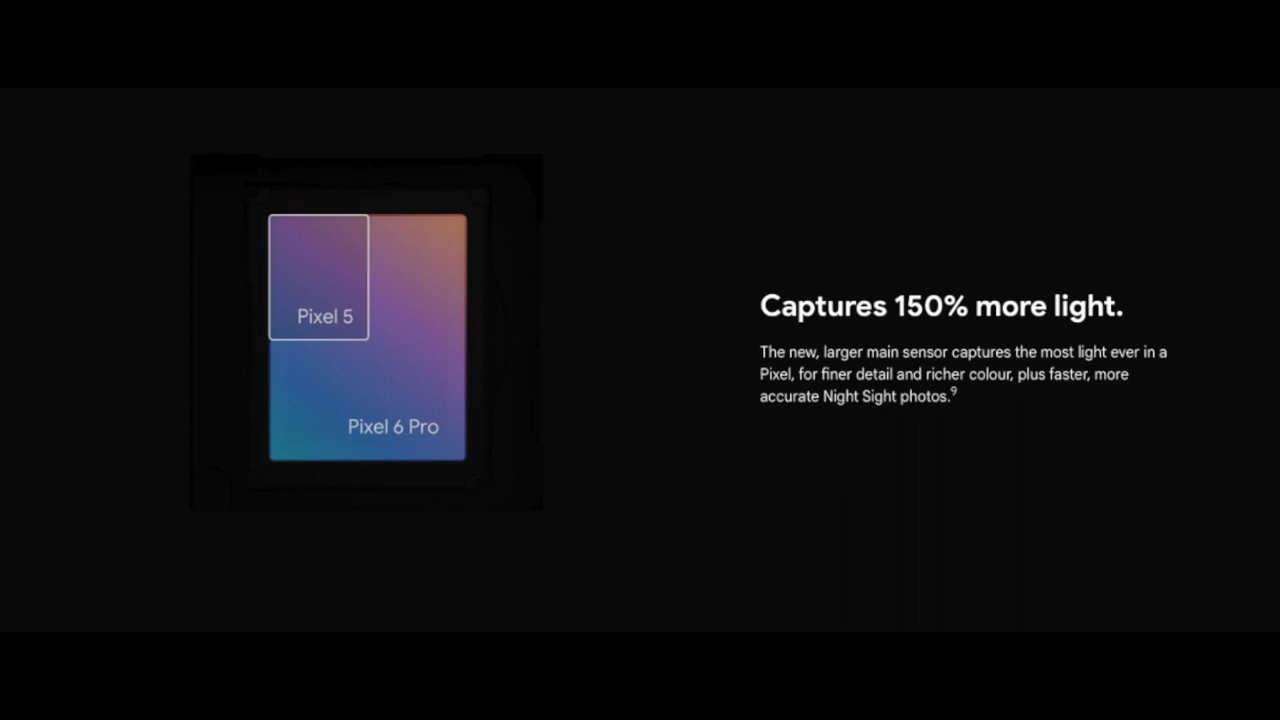 Pixel 5
Pixel 6 Pro
Captures 150% more light.
The new, larger main sensor captures the most light ever in a
Pixel, for finer detail and richer colour, plus faster, more
accurate Night Sight photos.⁹